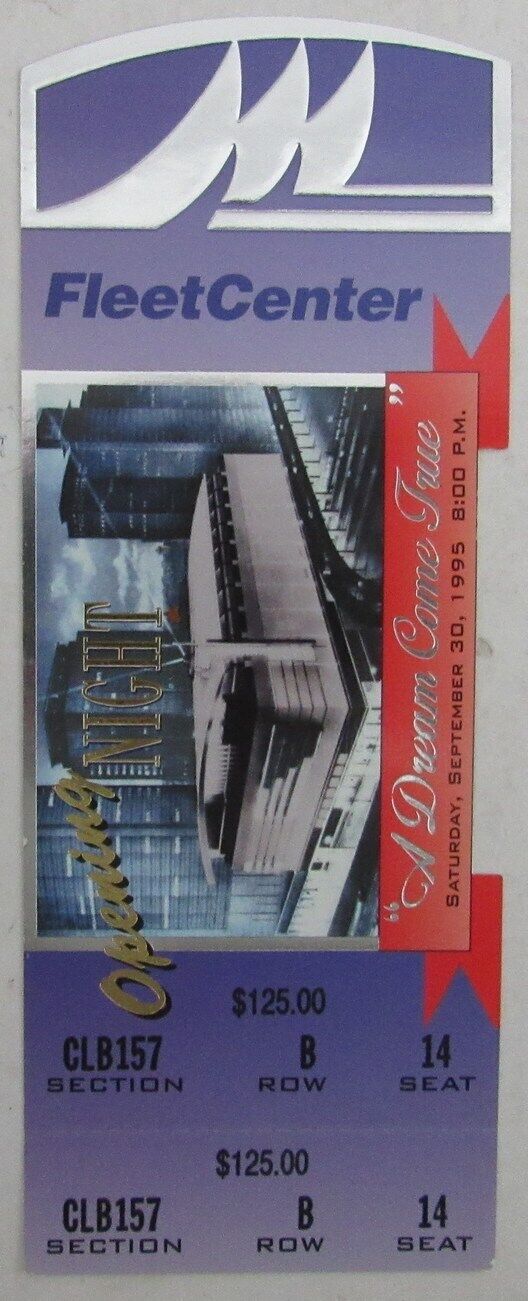 FleetCenter
Opening
NIGHT
"A Dream Come True"
SATURDAY, SEPTEMBER 30, 1995 8:00 P.M.
$125.00
CLB157 B 14
SECTION ROW SEAT
$125.00
CLB157 B 14
SECTION ROW SEAT